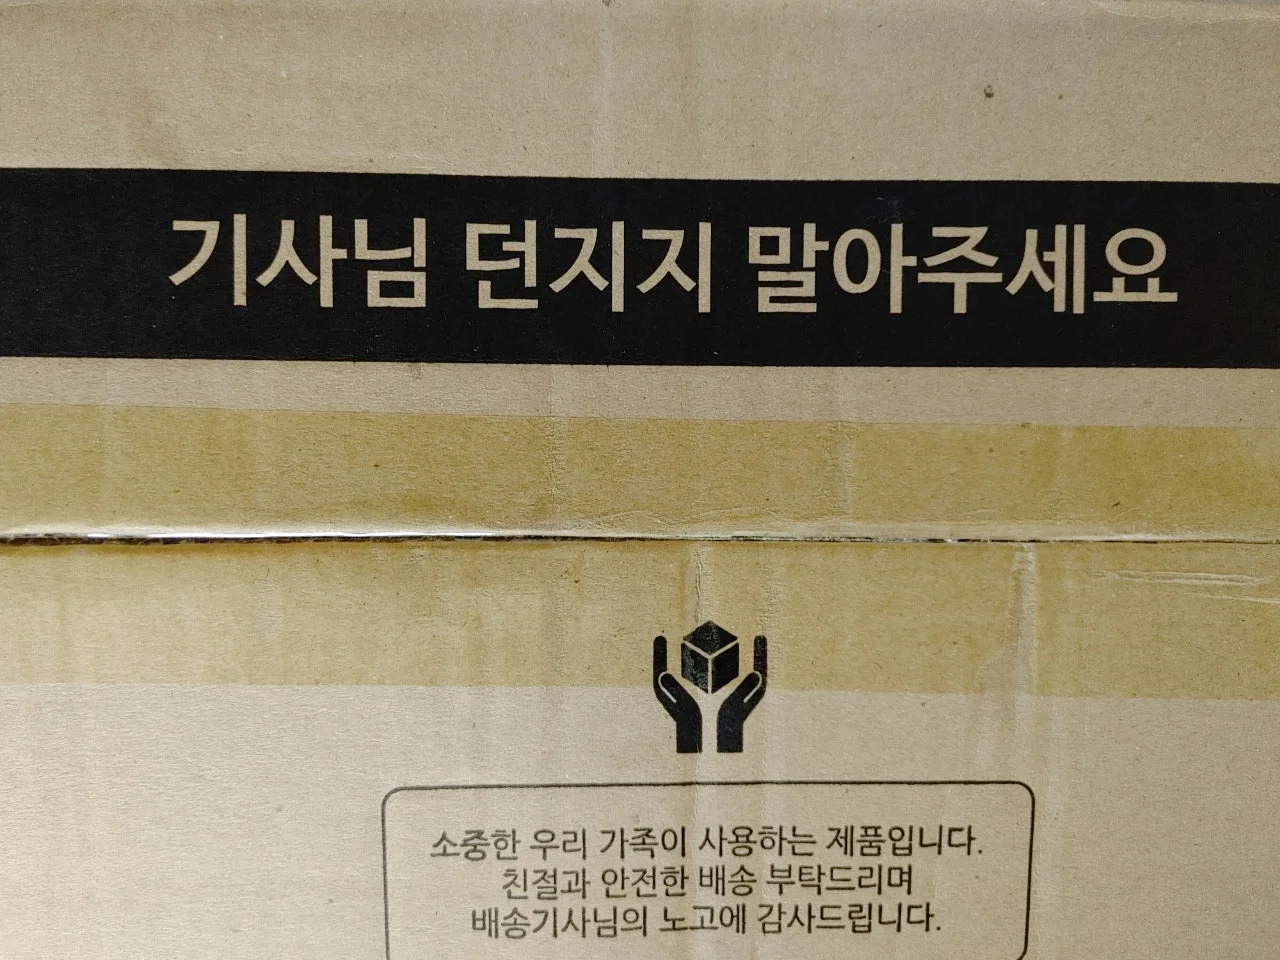 기사님 던지지 말아주세요
소중한 우리 가족이 사용하는 제품입니다.
친절과 안전한 배송 부탁드리며
배송기사님의 노고에 감사드립니다.